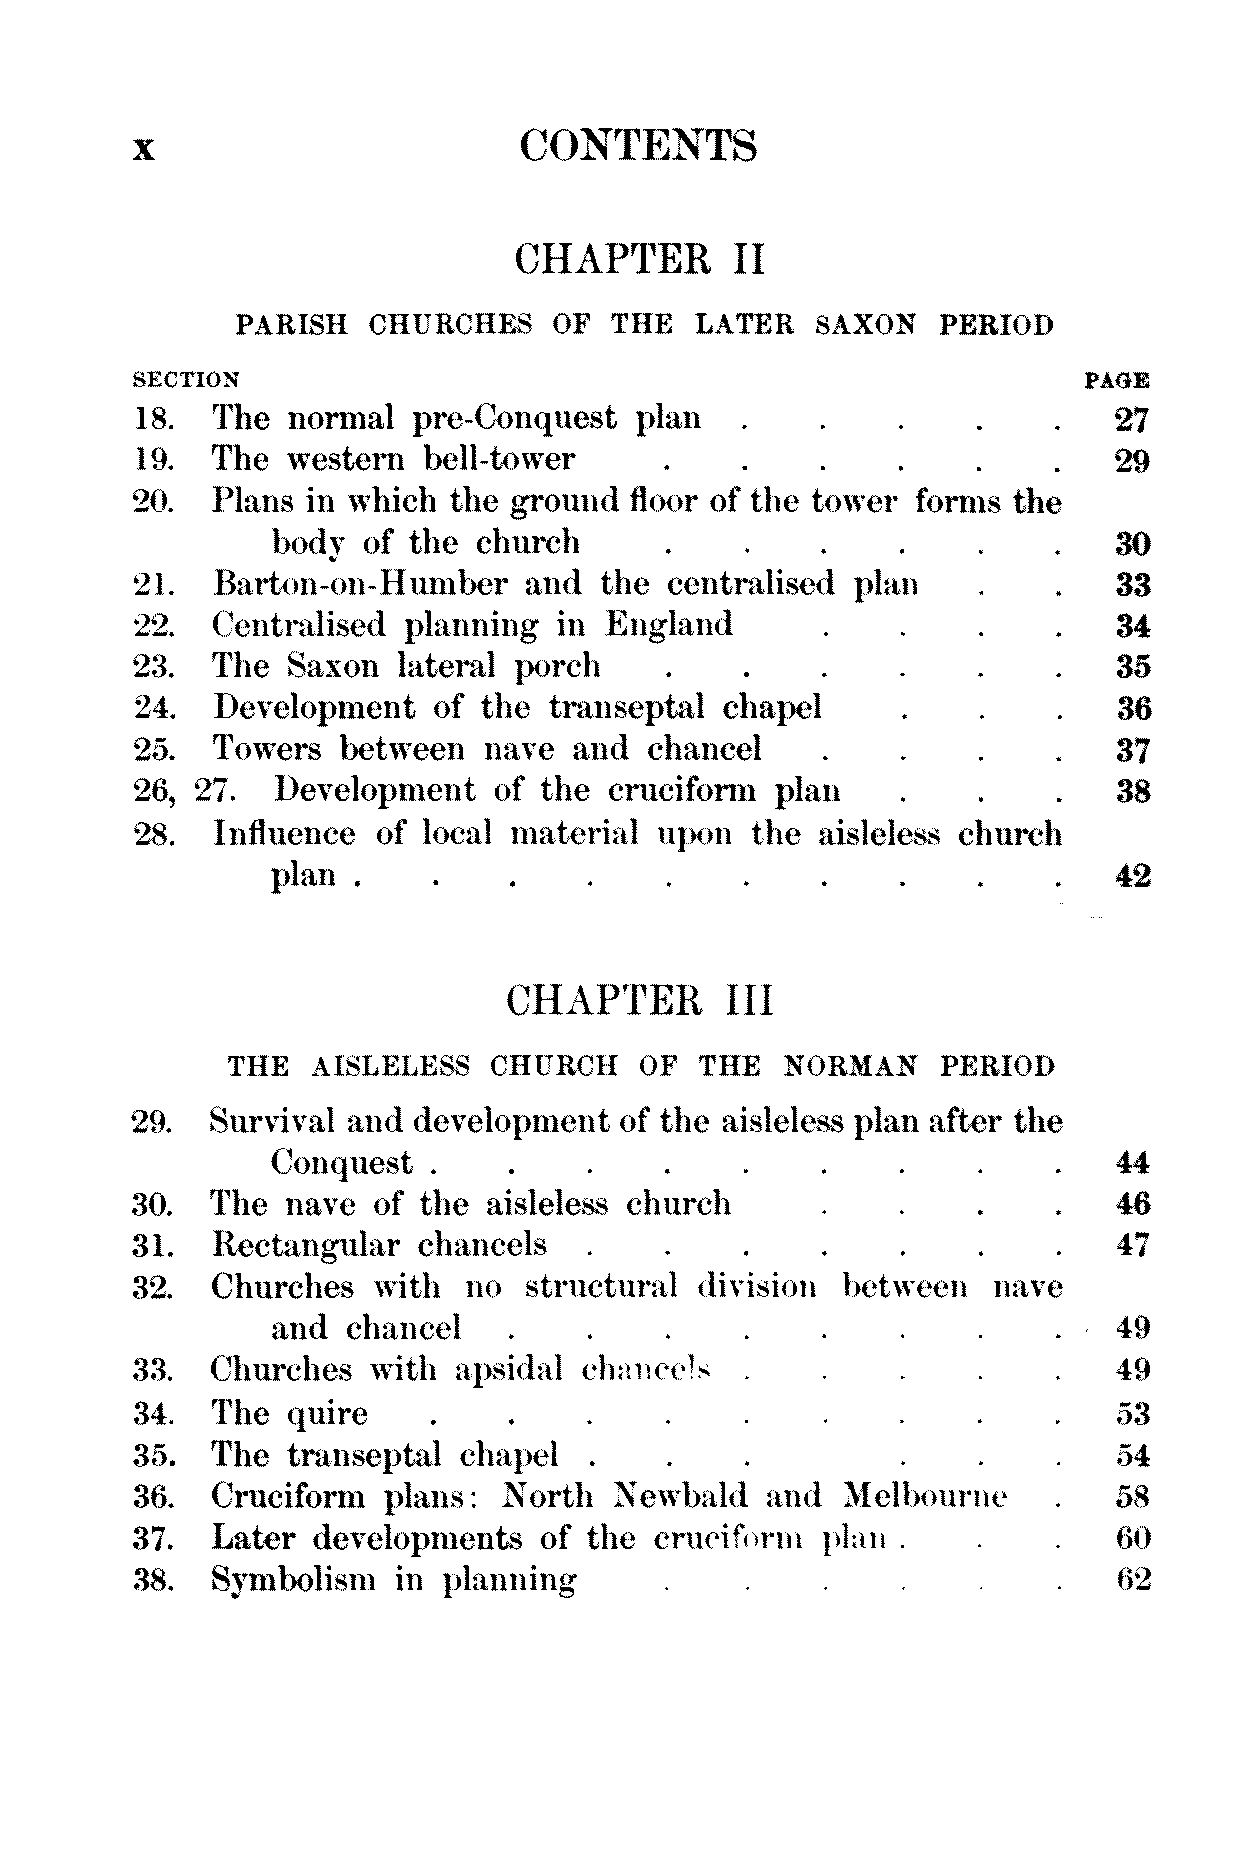 x CONTENTS
CHAPTER II
PARISH CHURCHES OF THE LATER SAXON PERIOD
SECTION PAGE
18. The normal pre-Conquest plan . . . . . 27
19. The western bell-tower . . . . . . 29
20. Plans in which the ground floor of the tower forms the
body of the church . . . . . . 30
21. Barton-on-Humber and the centralised plan . . 33
22. Centralised planning in England . . . . 34
23. The Saxon lateral porch . . . . . . 35
24. Development of the transeptal chapel . . . 36
25. Towers between nave and chancel . . . . 37
26, 27. Development of the cruciform plan . . . 38
28. Influence of local material upon the aisleless church
plan . . . . . . . . . . 42
CHAPTER III
THE AISLELESS CHURCH OF THE NORMAN PERIOD
29. Survival and development of the aisleless plan after the
Conquest . . . . . . . . . 44
30. The nave of the aisleless church . . . . 46
31. Rectangular chancels . . . . . . . 47
32. Churches with no structural division between nave
and chancel . . . . . . . . 49
33. Churches with apsidal chancels . . . . . 49
34. The quire . . . . . . . . . 53
35. The transeptal chapel . . . . . . 54
36. Cruciform plans: North Newbald and Melbourne . 58
37. Later developments of the cruciform plan . . . 60
38. Symbolism in planning . . . . . . 62